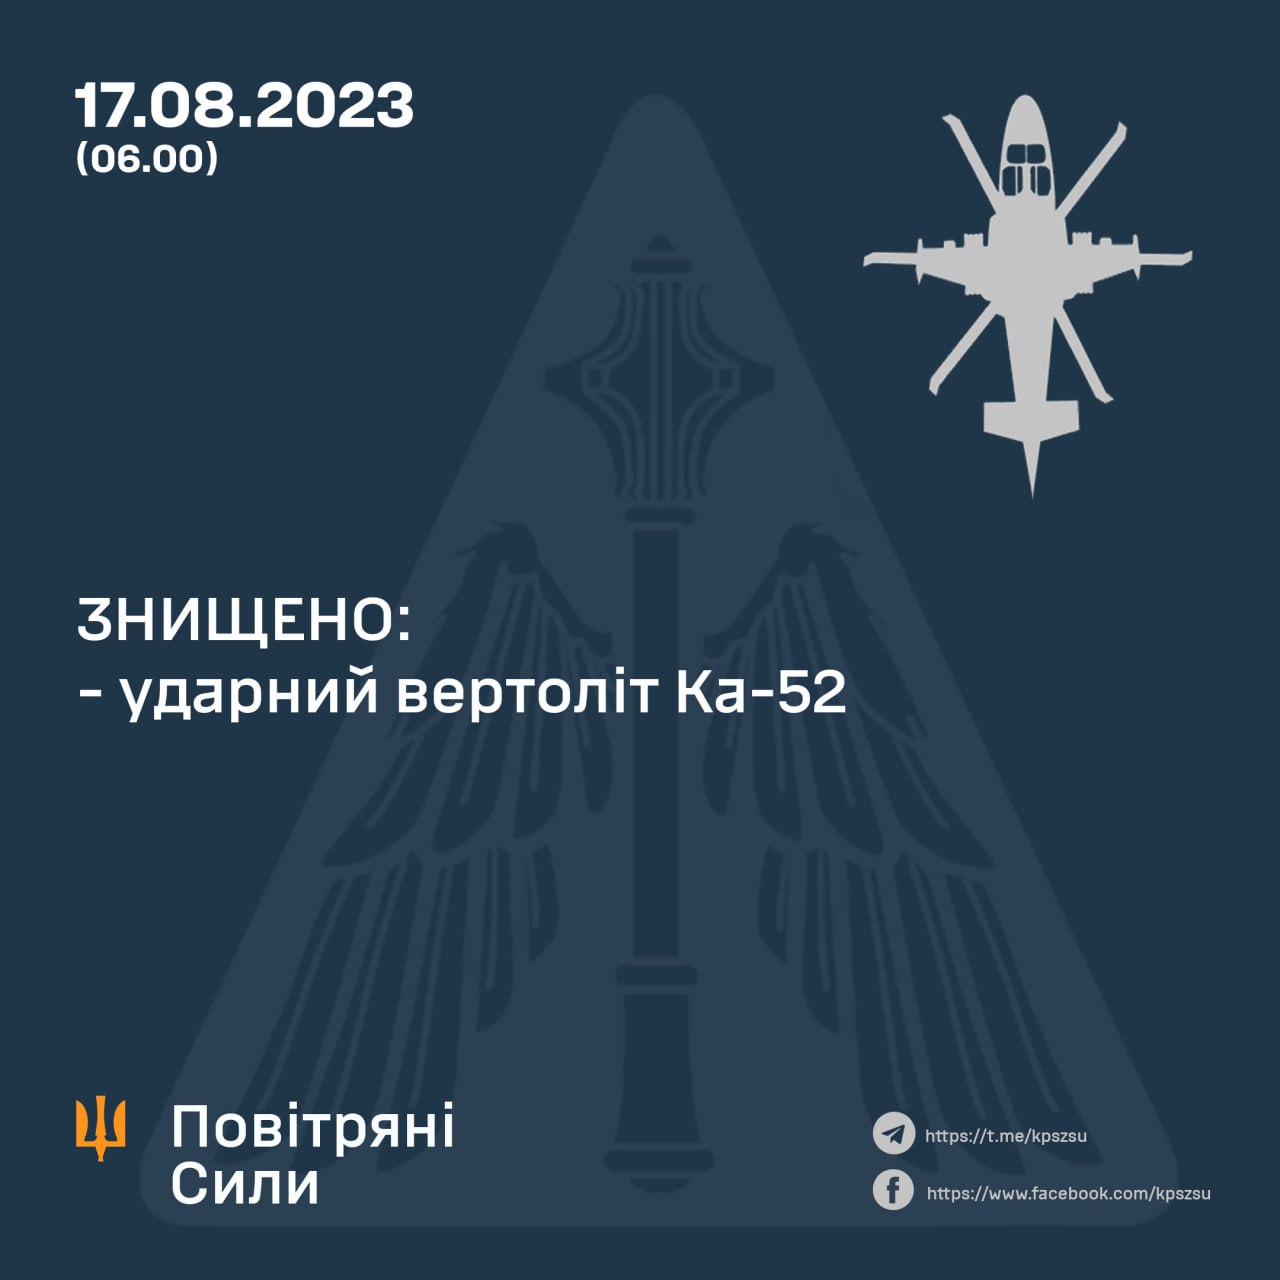 17.08.2023
(06.00)
ЗНИЩЕНО:
- ударний вертоліт Ка-52
Повітряні
Сили
https://t.me/kpszsu
https://www.facebook.com/kpszsu